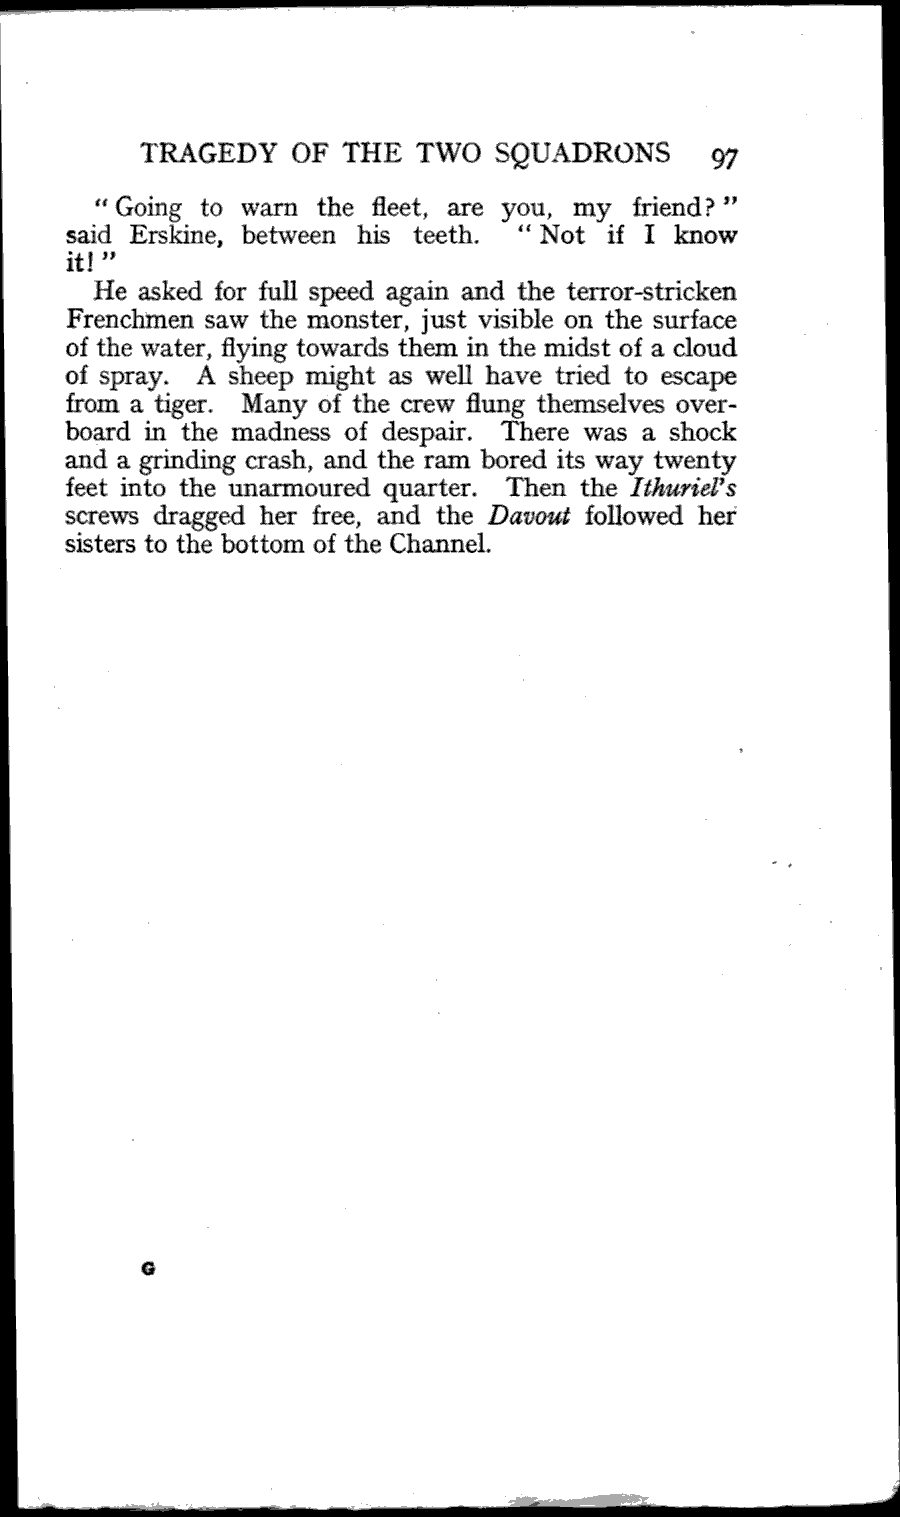 TRAGEDY OF THE TWO SQUADRONS 97
“ Going to warn the fleet, are you, my friend? ”
said Erskine, between his teeth. “ Not if I know
it! ”
He asked for full speed again and the terror-stricken
Frenchmen saw the monster, just visible on the surface
of the water, flying towards them in the midst of a cloud
of spray. A sheep might as well have tried to escape
from a tiger. Many of the crew flung themselves over-
board in the madness of despair. There was a shock
and a grinding crash, and the ram bored its way twenty
feet into the unarmoured quarter. Then the Ithuriel’s
screws dragged her free, and the Davout followed her
sisters to the bottom of the Channel.
G